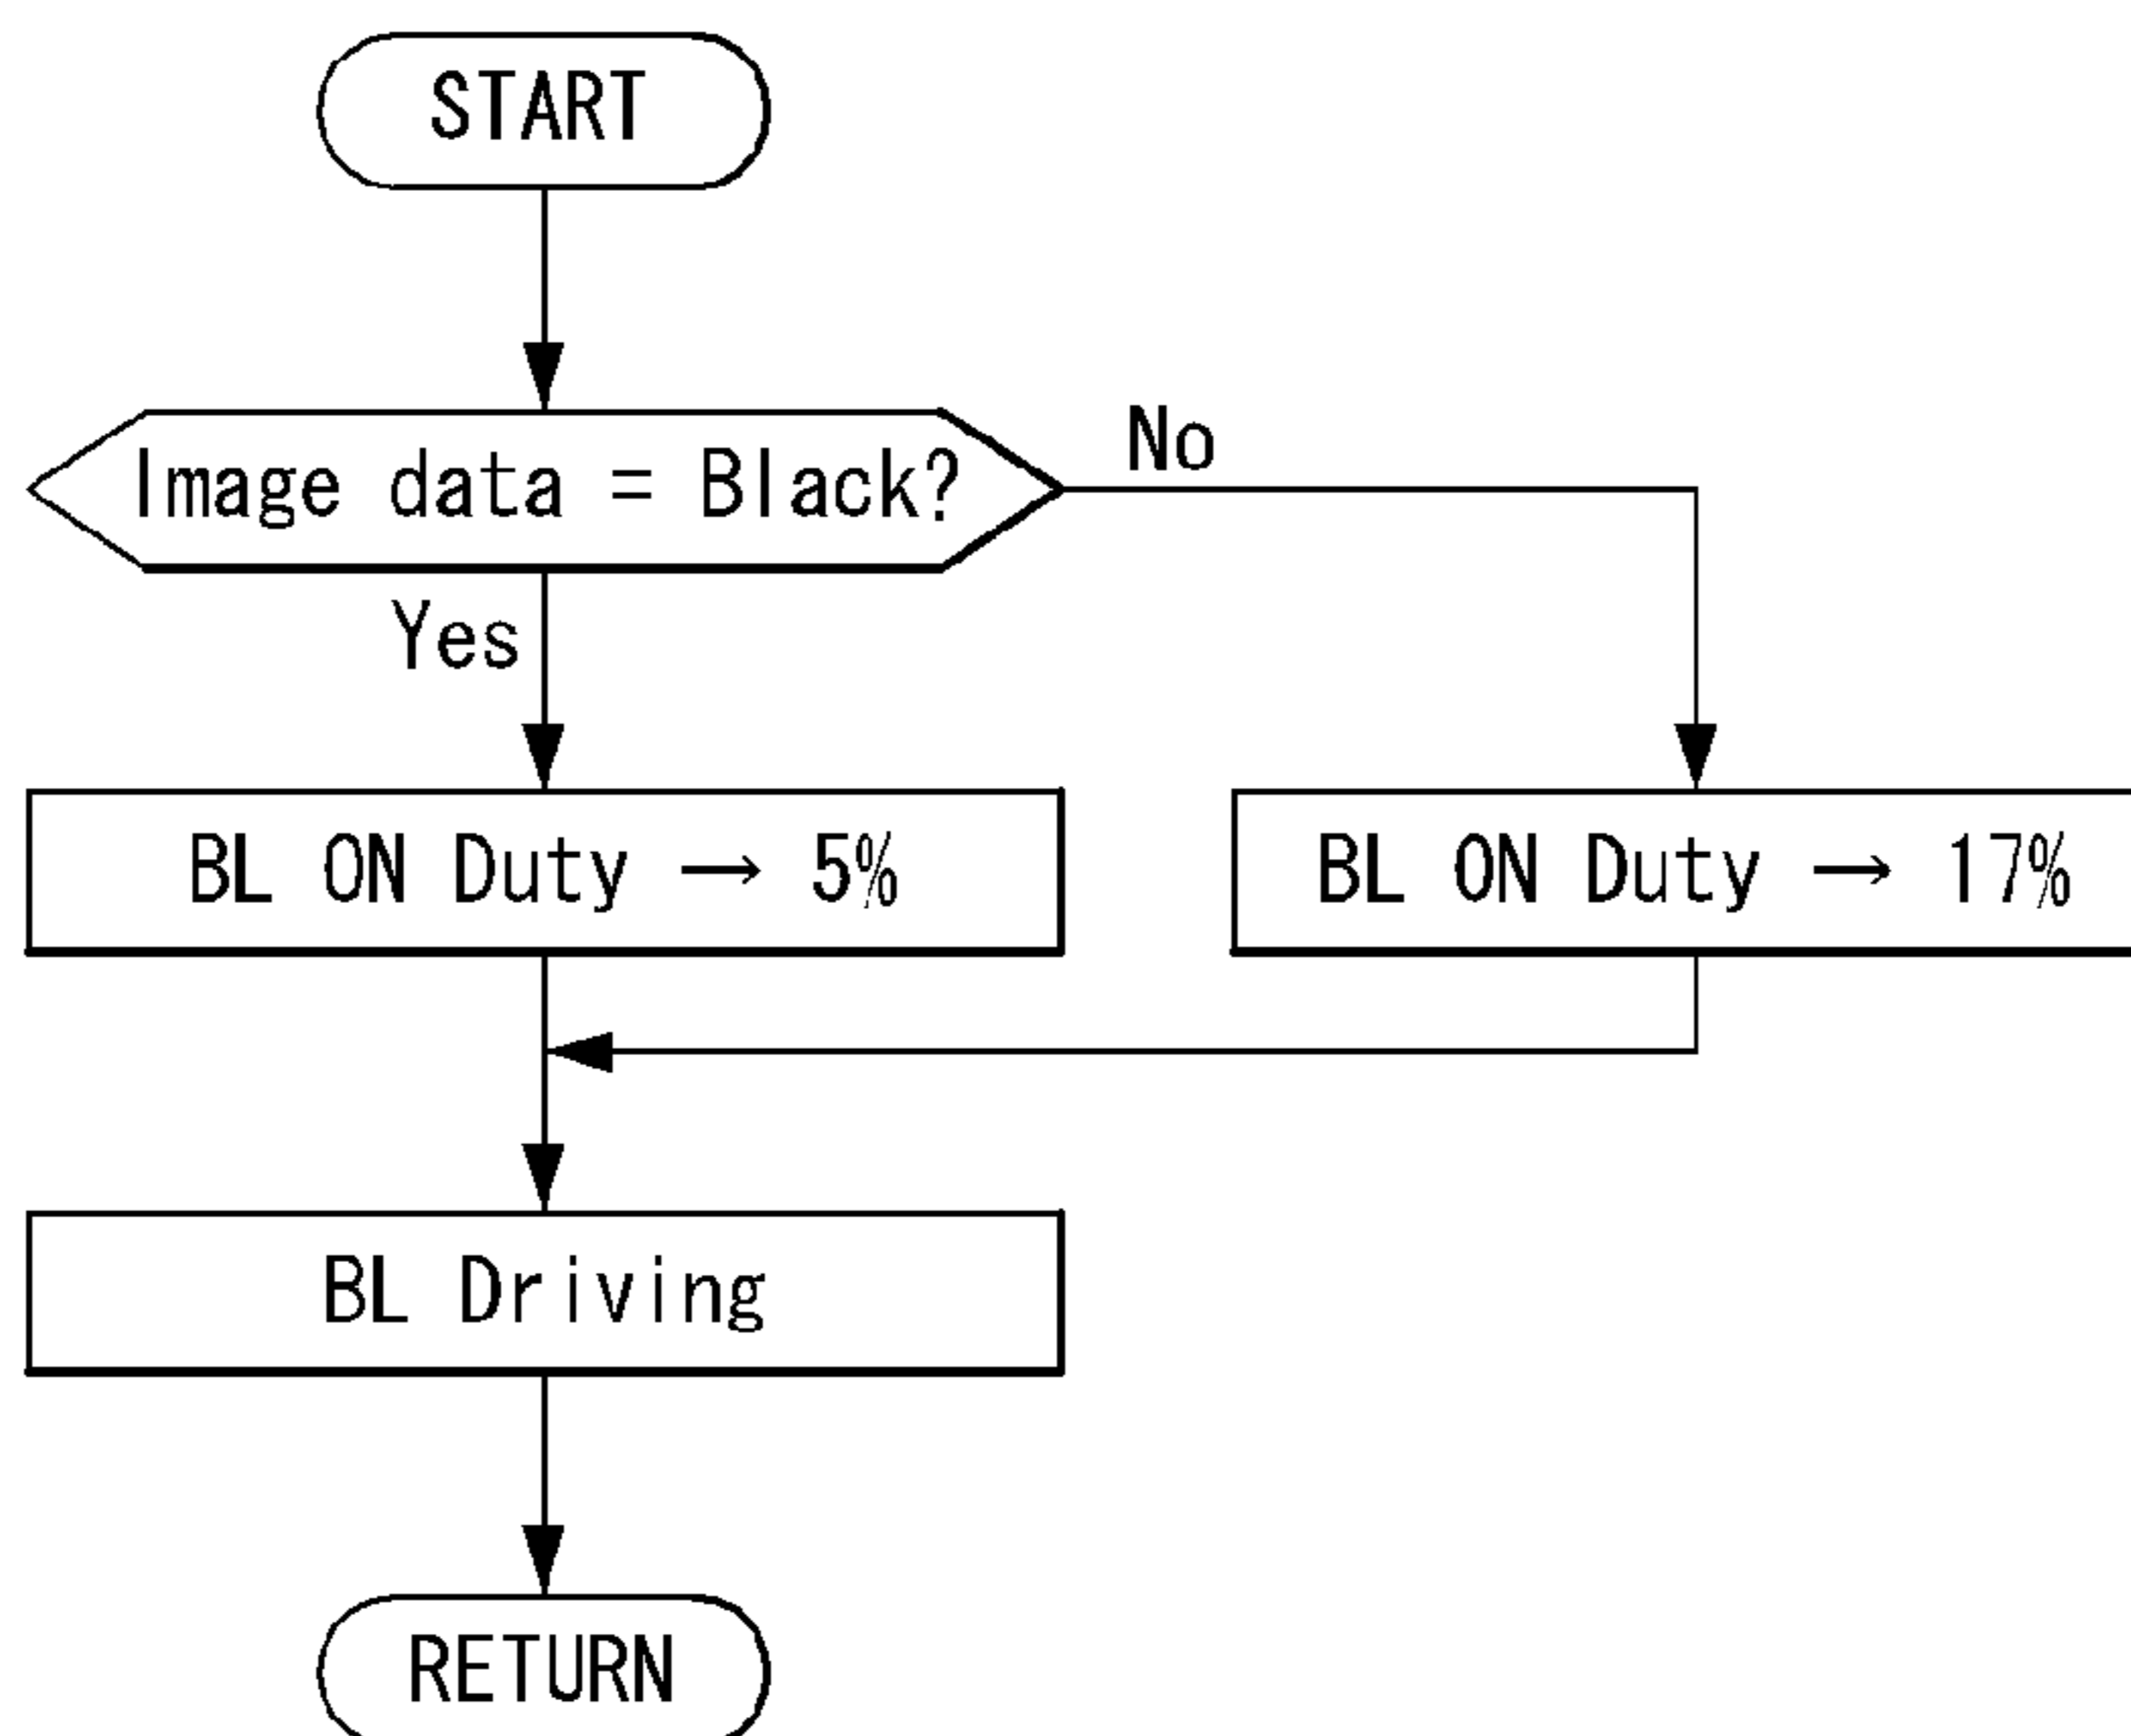 START
Image data = Black?
No
Yes
BL ON Duty → 5%
BL ON Duty → 17%
BL Driving
RETURN